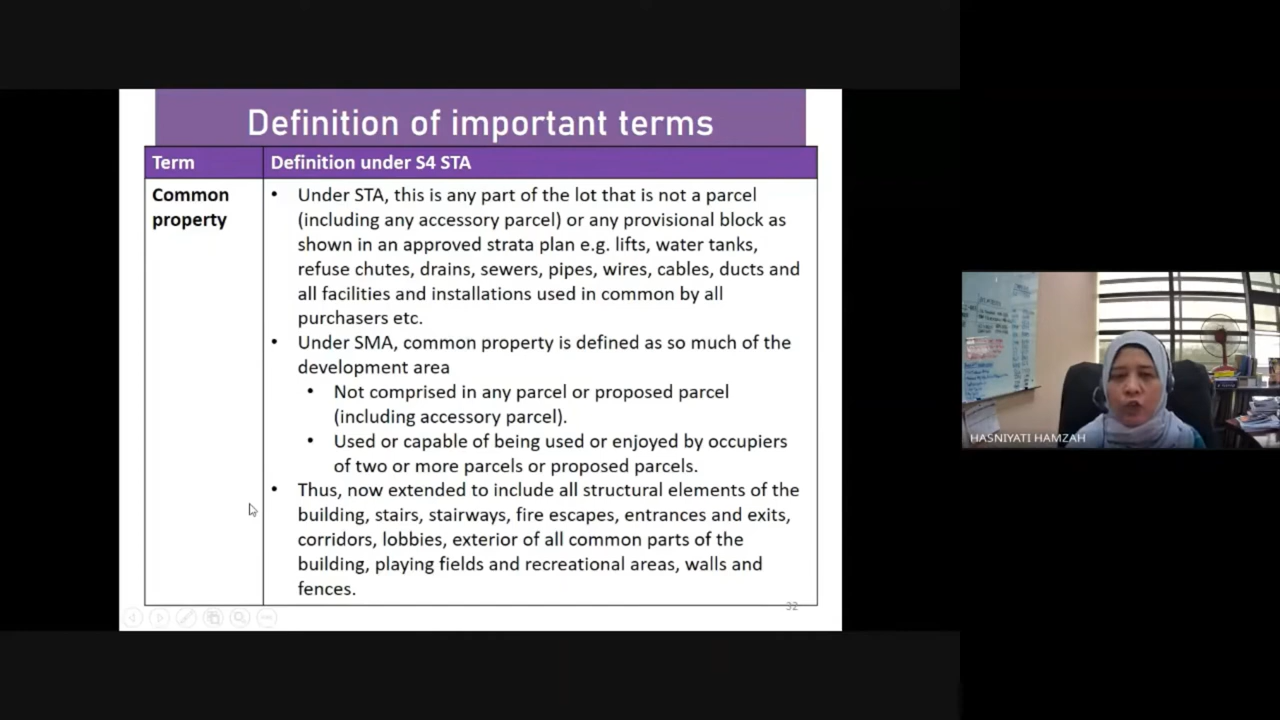 Definition of important terms
Term
Definition under S4 STA
Common
property
• Under STA, this is any part of the lot that is not a parcel
(including any accessory parcel) or any provisional block as
shown in an approved strata plan e.g. lifts, water tanks,
refuse chutes, drains, sewers, pipes, wires, cables, ducts and
all facilities and installations used in common by all
purchasers etc.
• Under SMA, common property is defined as so much of the
development area
• Not comprised in any parcel or proposed parcel
(including accessory parcel).
• Used or capable of being used or enjoyed by occupiers
of two or more parcels or proposed parcels.
• Thus, now extended to include all structural elements of the
building, stairs, stairways, fire escapes, entrances and exits,
corridors, lobbies, exterior of all common parts of the
building, playing fields and recreational areas, walls and
fences.
32
HASNIYATI HAMZAH